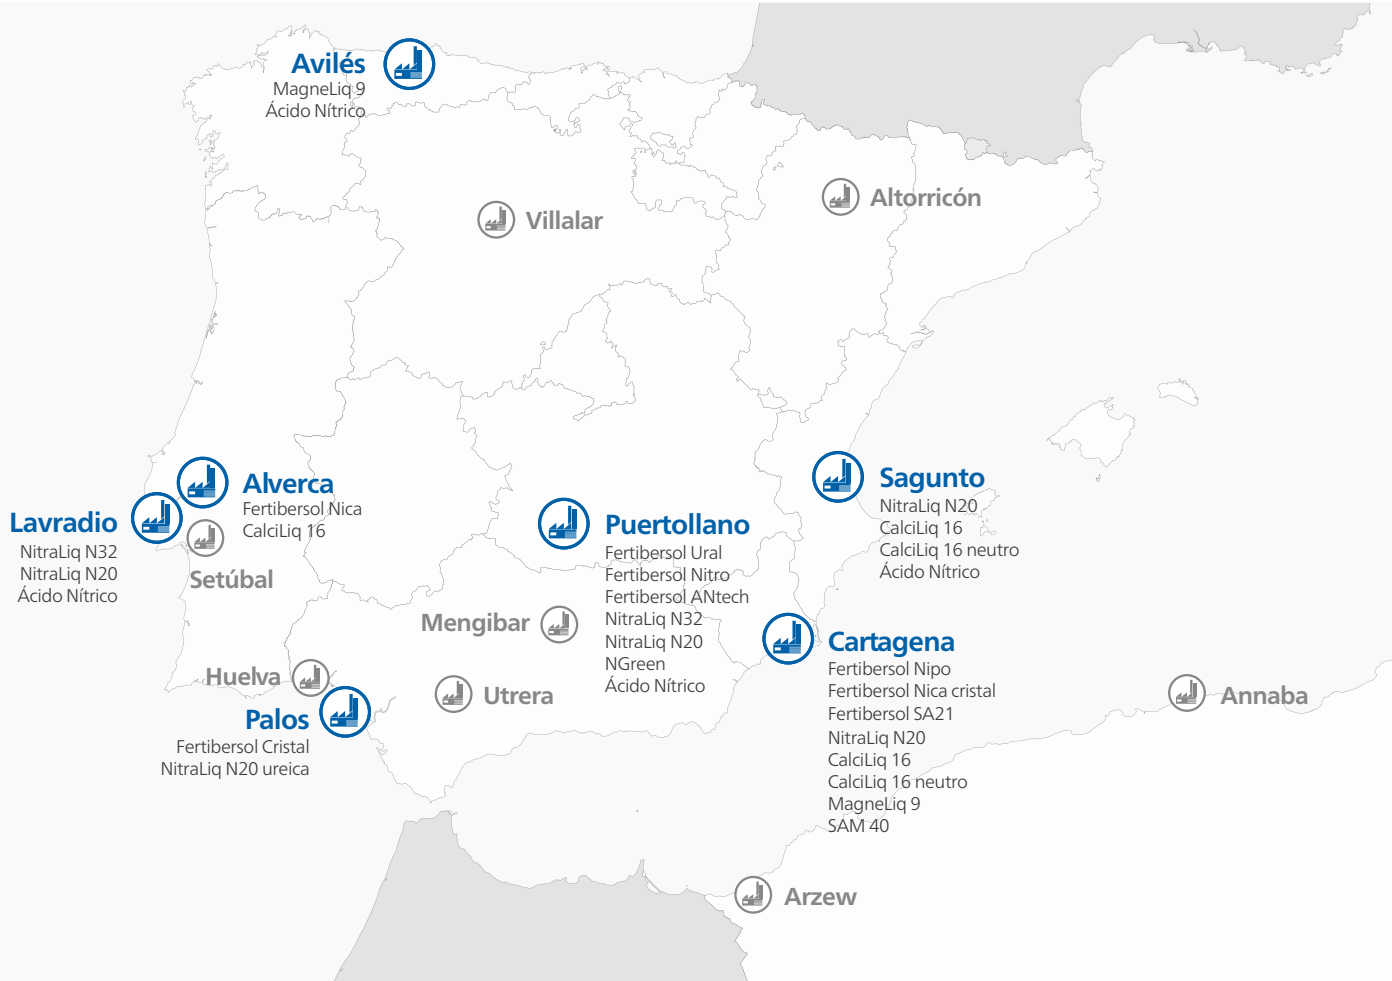 Avilés
MagneLiq 9
Ácido Nítrico
Altorricón
Villalar
Alverca
Fertibersol Nica
CalciLiq 16
Lavradio
NitraLiq N32
NitraLiq N20
Ácido Nítrico
Setúbal
Puertollano
Fertibersol Ural
Fertibersol Nitro
Fertibersol ANtech
NitraLiq N32
NitraLiq N20
NGreen
Ácido Nítrico
Sagunto
NitraLiq N20
CalciLiq 16
CalciLiq 16 neutro
Ácido Nítrico
Mengibar
Cartagena
Fertibersol Nipo
Fertibersol Nica cristal
Fertibersol SA21
NitraLiq N20
CalciLiq 16
CalciLiq 16 neutro
MagneLiq 9
SAM 40
Huelva
Palos
Fertibersol Cristal
NitraLiq N20 ureica
Utrera
Annaba
Arzew